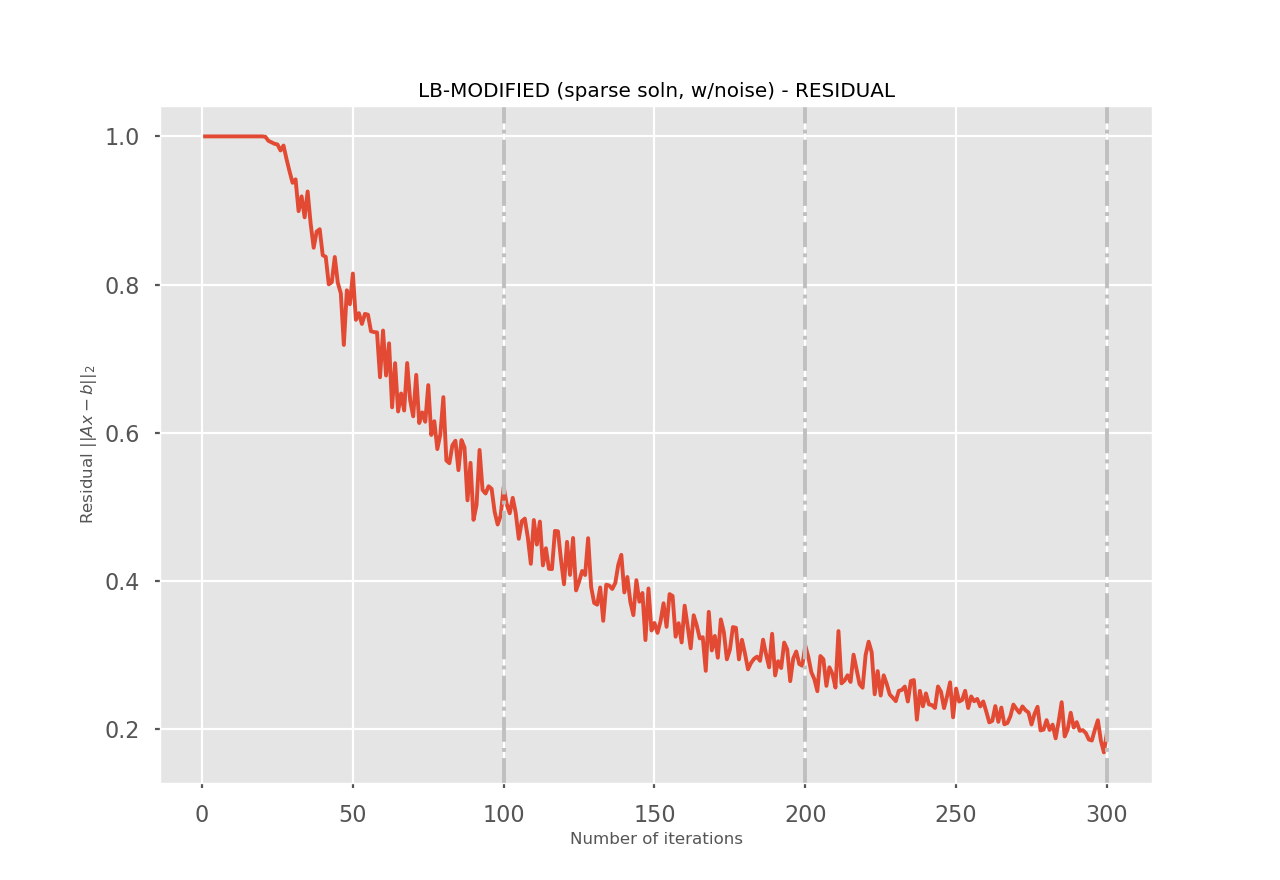 LB-MODIFIED (sparse soln, w/noise) - RESIDUAL
1.0
0.8
0.6
0.4
0.2
Residual ||Ax − b||₂
0 50 100 150 200 250 300
Number of iterations